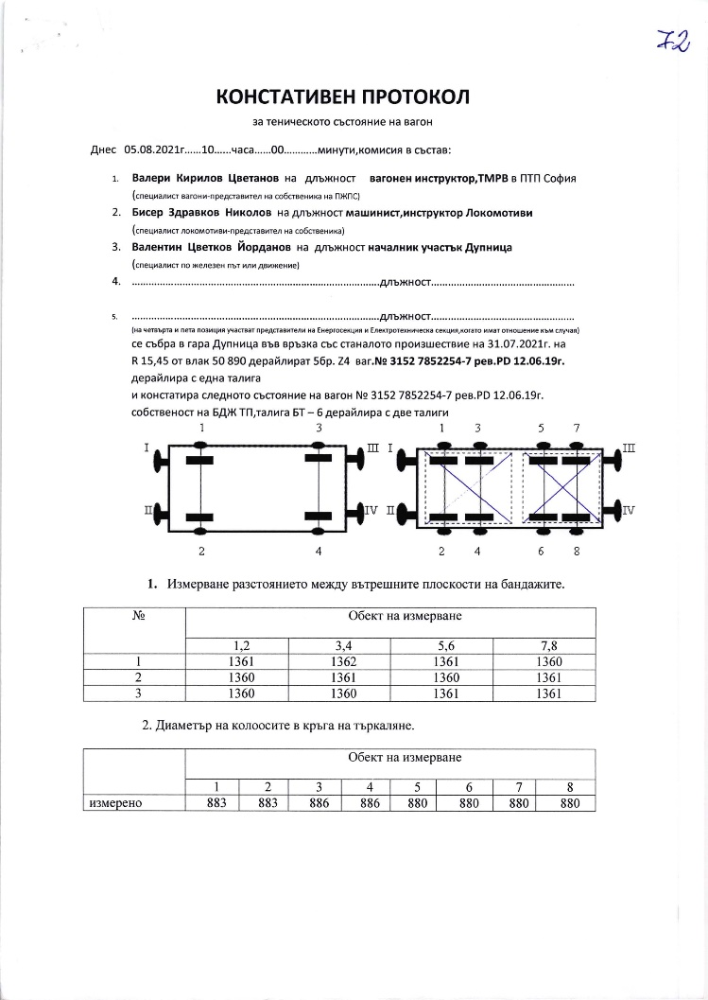 72
КОНСТАТИВЕН ПРОТОКОЛ
за теническото състояние на вагон
Днес 05.08.2021г......10......часа......00............минути,комисия в състав:
1. Валери Кирилов Цветанов на длъжност вагонен инструктор,ТМРВ в ПТП София
(специалист вагони-представител на собственика на ПЖПС)
2. Бисер Здравков Николов на длъжност машинист,инструктор Локомотиви
(специалист локомотиви-представител на собственика)
3. Валентин Цветков Йорданов на длъжност началник участък Дупница
(специалист по железен път или движение)
4. ........................................................................................длъжност...................................................
5. ........................................................................................длъжност...................................................
(на четвърта и пета позиция участват представители на Енергосекция и Електротехническа секция,когато имат отношение към случая)
се събра в гара Дупница във връзка със станалото произшествие на 31.07.2021г. на
R 15,45 от влак 50 890 дерайлират 5бр. Z4 ваг.№ 3152 7852254-7 рев.PD 12.06.19г.
дерайлира с една талига
и констатира следното състояние на вагон № 3152 7852254-7 рев.PD 12.06.19г.
собственост на БДЖ ТП,талига БТ – 6 дерайлира с две талиги
1 3 1 3 5 7
I III I III
II IV II IV
2 4 2 4 6 8
1. Измерване разстоянието между вътрешните плоскости на бандажите.
№ Обект на измерване
1,2 3,4 5,6 7,8
1 1361 1362 1361 1360
2 1360 1361 1360 1361
3 1360 1360 1361 1361
2. Диаметър на колоосите в кръга на търкаляне.
Обект на измерване
1 2 3 4 5 6 7 8
измерено 883 883 886 886 880 880 880 880